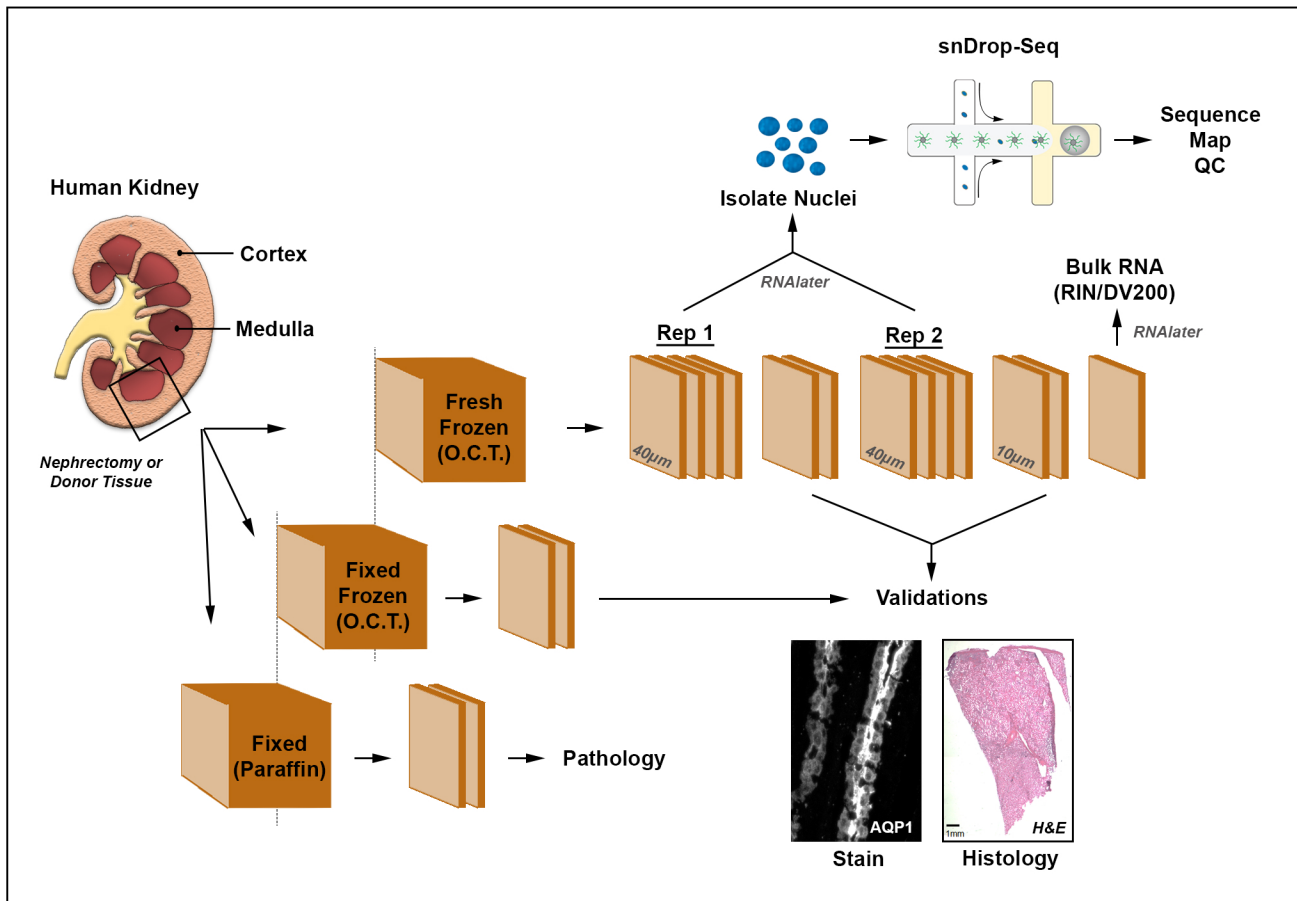 snDrop-Seq
Sequence
Map
QC
Isolate Nuclei
Human Kidney
Cortex
Medulla
Nephrectomy or
Donor Tissue
RNAlater
Bulk RNA
(RIN/DV200)
RNAlater
Rep 1
Rep 2
Fresh
Frozen
(O.C.T.)
40µm
40µm
10µm
Fixed
Frozen
(O.C.T.)
Validations
Fixed
(Paraffin)
Pathology
AQP1
Stain
1mm
H&E
Histology